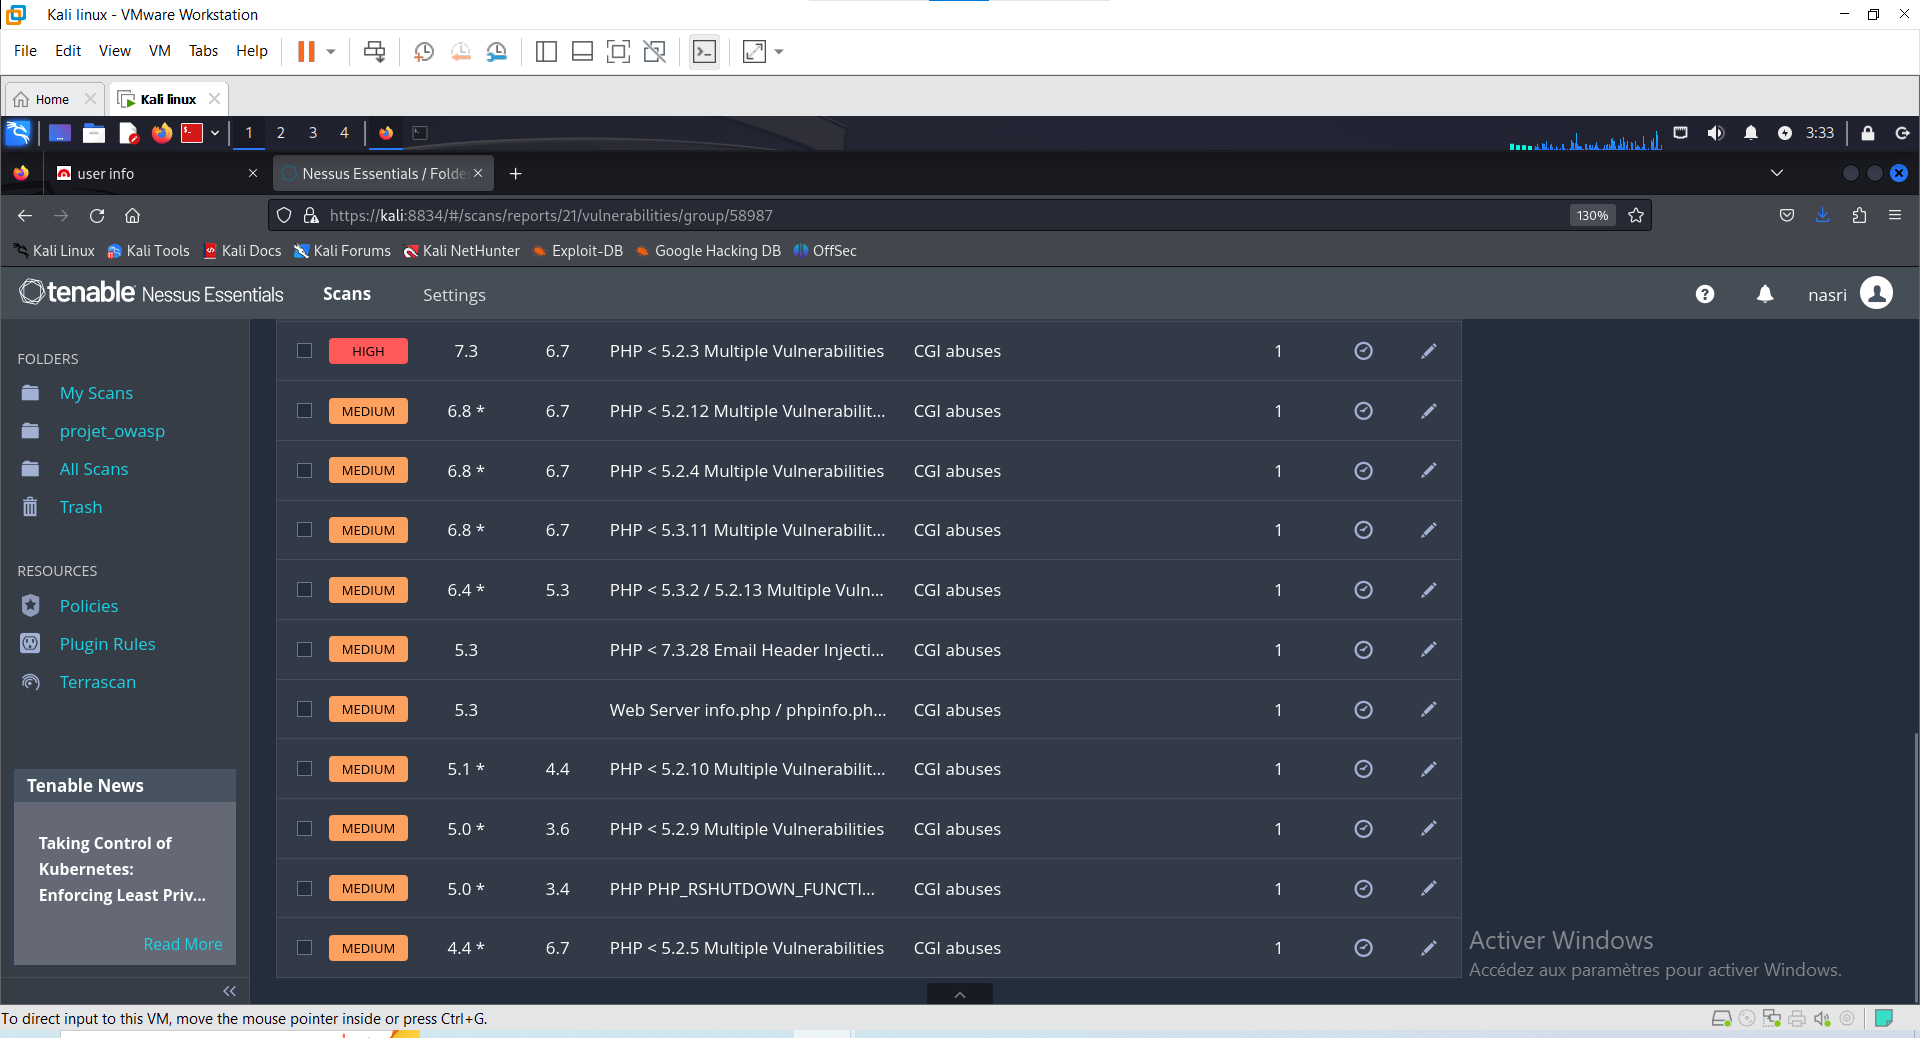 Kali linux - VMware Workstation
File Edit View VM Tabs Help
Home Kali linux
1 2 3 4 3:33
user info Nessus Essentials / Folde
https://kali:8834/#/scans/reports/21/vulnerabilities/group/58987 130%
Kali Linux Kali Tools Kali Docs Kali Forums Kali NetHunter Exploit-DB Google Hacking DB OffSec
tenable Nessus Essentials Scans Settings nasri
FOLDERS
My Scans
projet_owasp
All Scans
Trash
RESOURCES
Policies
Plugin Rules
Terrascan
Tenable News
Taking Control of
Kubernetes:
Enforcing Least Priv...
Read More
HIGH 7.3 6.7 PHP < 5.2.3 Multiple Vulnerabilities CGI abuses 1
MEDIUM 6.8 * 6.7 PHP < 5.2.12 Multiple Vulnerabilit... CGI abuses 1
MEDIUM 6.8 * 6.7 PHP < 5.2.4 Multiple Vulnerabilities CGI abuses 1
MEDIUM 6.8 * 6.7 PHP < 5.3.11 Multiple Vulnerabilit... CGI abuses 1
MEDIUM 6.4 * 5.3 PHP < 5.3.2 / 5.2.13 Multiple Vuln... CGI abuses 1
MEDIUM 5.3 PHP < 7.3.28 Email Header Injecti... CGI abuses 1
MEDIUM 5.3 Web Server info.php / phpinfo.ph... CGI abuses 1
MEDIUM 5.1 * 4.4 PHP < 5.2.10 Multiple Vulnerabilit... CGI abuses 1
MEDIUM 5.0 * 3.6 PHP < 5.2.9 Multiple Vulnerabilities CGI abuses 1
MEDIUM 5.0 * 3.4 PHP PHP_RSHUTDOWN_FUNCTI... CGI abuses 1
MEDIUM 4.4 * 6.7 PHP < 5.2.5 Multiple Vulnerabilities CGI abuses 1
Activer Windows
Accédez aux paramètres pour activer Windows.
To direct input to this VM, move the mouse pointer inside or press Ctrl+G.